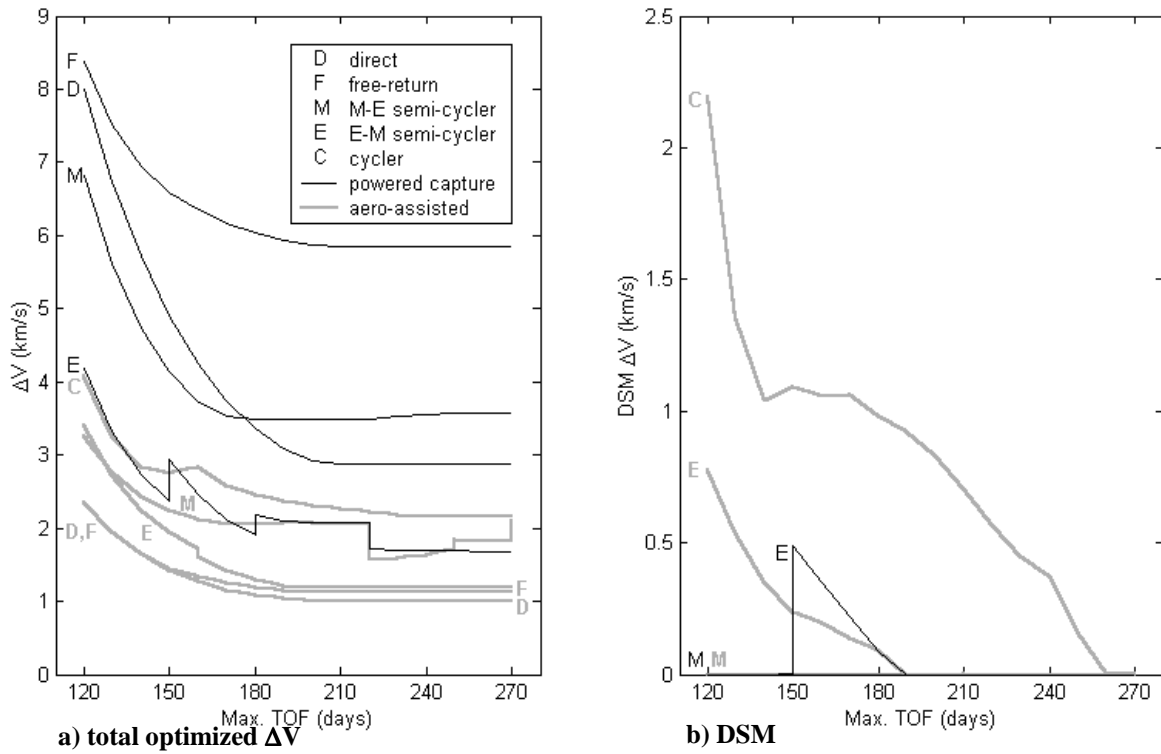 9
8
7
6
5
4
3
2
1
0
ΔV (km/s)
F
D
M
E
C
D,F
E
M
F
D
D direct
F free-return
M M-E semi-cycler
E E-M semi-cycler
C cycler
powered capture
aero-assisted
120 150 180 210 240 270
Max. TOF (days)
a) total optimized ΔV
2.5
2
1.5
1
0.5
0
DSM ΔV (km/s)
C
E
E
M M
120 150 180 210 240 270
Max. TOF (days)
b) DSM